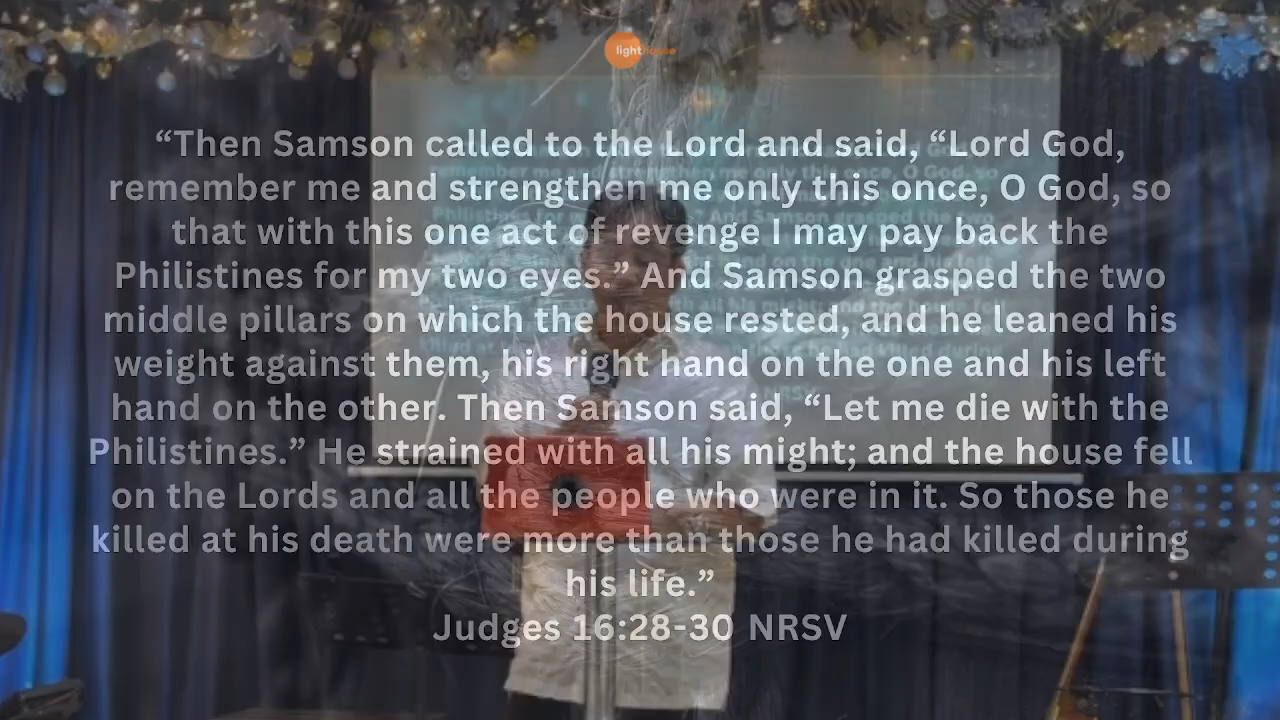 lighthouse
“Then Samson called to the Lord and said, “Lord God,
remember me and strengthen me only this once, O God, so
that with this one act of revenge I may pay back the
Philistines for my two eyes.” And Samson grasped the two
middle pillars on which the house rested, and he leaned his
weight against them, his right hand on the one and his left
hand on the other. Then Samson said, “Let me die with the
Philistines.” He strained with all his might; and the house fell
on the Lords and all the people who were in it. So those he
killed at his death were more than those he had killed during
his life.”
Judges 16:28-30 NRSV